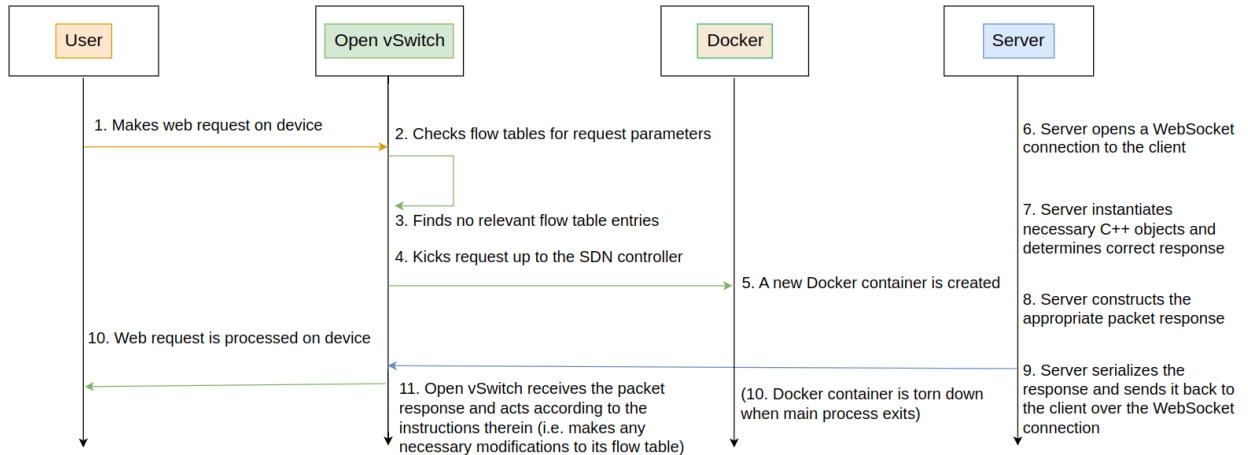 User
Open vSwitch
Docker
Server
1. Makes web request on device
2. Checks flow tables for request parameters
3. Finds no relevant flow table entries
4. Kicks request up to the SDN controller
5. A new Docker container is created
6. Server opens a WebSocket
connection to the client
7. Server instantiates
necessary C++ objects and
determines correct response
8. Server constructs the
appropriate packet response
9. Server serializes the
response and sends it back to
the client over the WebSocket
connection
(10. Docker container is torn down
when main process exits)
10. Web request is processed on device
11. Open vSwitch receives the packet
response and acts according to the
instructions therein (i.e. makes any
necessary modifications to its flow table)